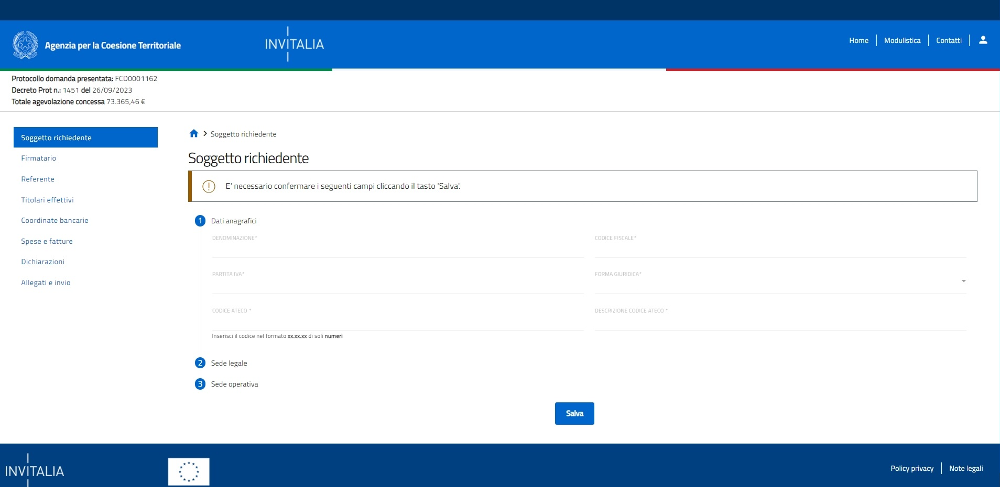 Agenzia per la Coesione Territoriale
INVITALIA
Home
Modulistica
Contatti
Protocollo domanda presentata: FCD0001162
Decreto Prot n.: 1451 del 26/09/2023
Totale agevolazione concessa 73.365,46 €
Soggetto richiedente
Firmatario
Referente
Titolari effettivi
Coordinate bancarie
Spese e fatture
Dichiarazioni
Allegati e invio
Soggetto richiedente
Soggetto richiedente
E' necessario confermare i seguenti campi cliccando il tasto 'Salva'.
1 Dati anagrafici
DENOMINAZIONE*
CODICE FISCALE*
PARTITA IVA*
FORMA GIURIDICA*
CODICE ATECO *
DESCRIZIONE CODICE ATECO *
Inserisci il codice nel formato xx.xx.xx di soli numeri
2 Sede legale
3 Sede operativa
Salva
INVITALIA
Policy privacy
Note legali